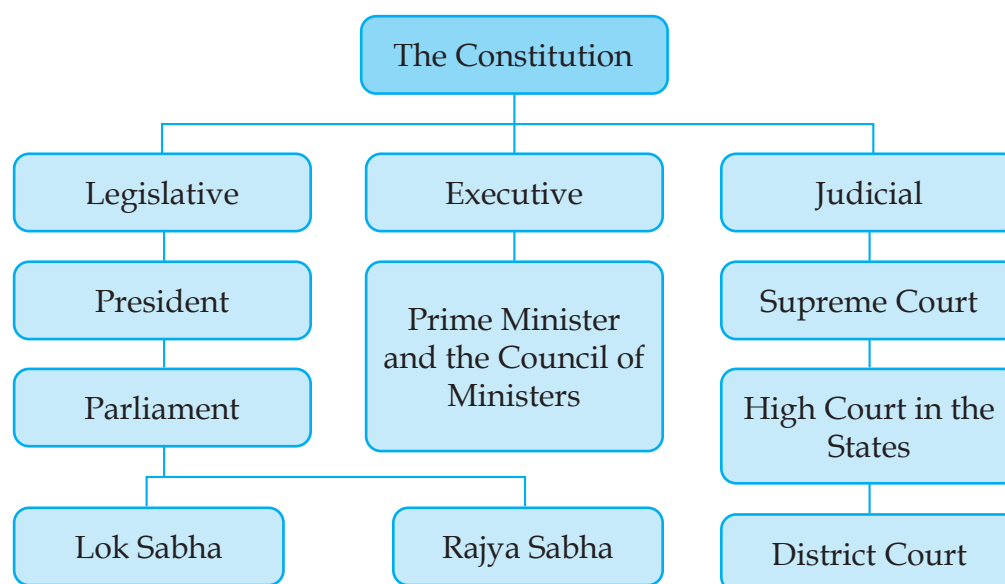 The Constitution
Legislative
Executive
Judicial
President
Prime Minister
and the Council of
Ministers
Supreme Court
Parliament
High Court in the
States
Lok Sabha
Rajya Sabha
District Court